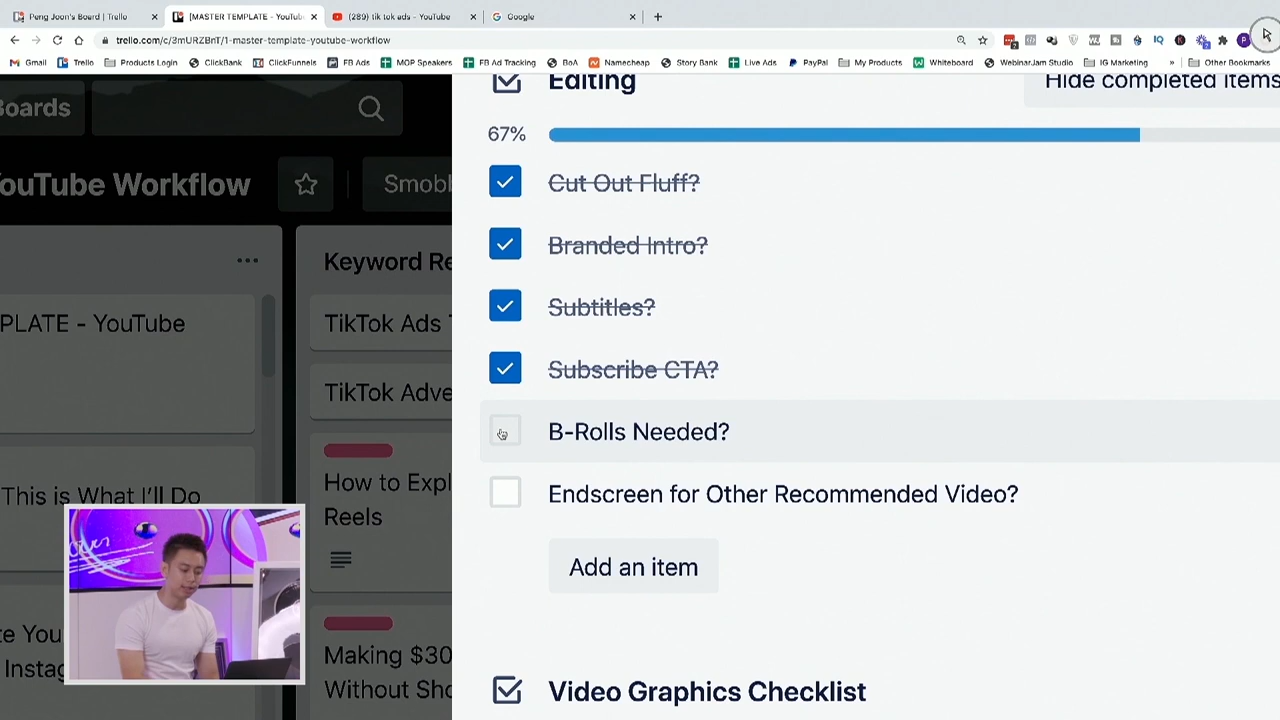 Peng Joon's Board | Trello
[MASTER TEMPLATE - YouTube
(289) tik tok ads - YouTube
Google
trello.com/c/3mURZBnT/1-master-template-youtube-workflow
Gmail
Trello
Products Login
ClickBank
ClickFunnels
FB Ads
MOP Speakers
FB Ad Tracking
BoA
Namecheap
Story Bank
Live Ads
PayPal
My Products
Whiteboard
WebinarJam Studio
IG Marketing
»
Other Bookmarks
Boards
Editing
Hide completed items
67%
ouTube Workflow
Smobl
Cut Out Fluff?
Branded Intro?
Subtitles?
Subscribe CTA?
B-Rolls Needed?
Endscreen for Other Recommended Video?
Add an item
Video Graphics Checklist
PLATE - YouTube
This is What I'll Do
te You
Instag
Keyword Re
TikTok Ads
TikTok Adve
How to Expl
Reels
Making $30
Without Sho